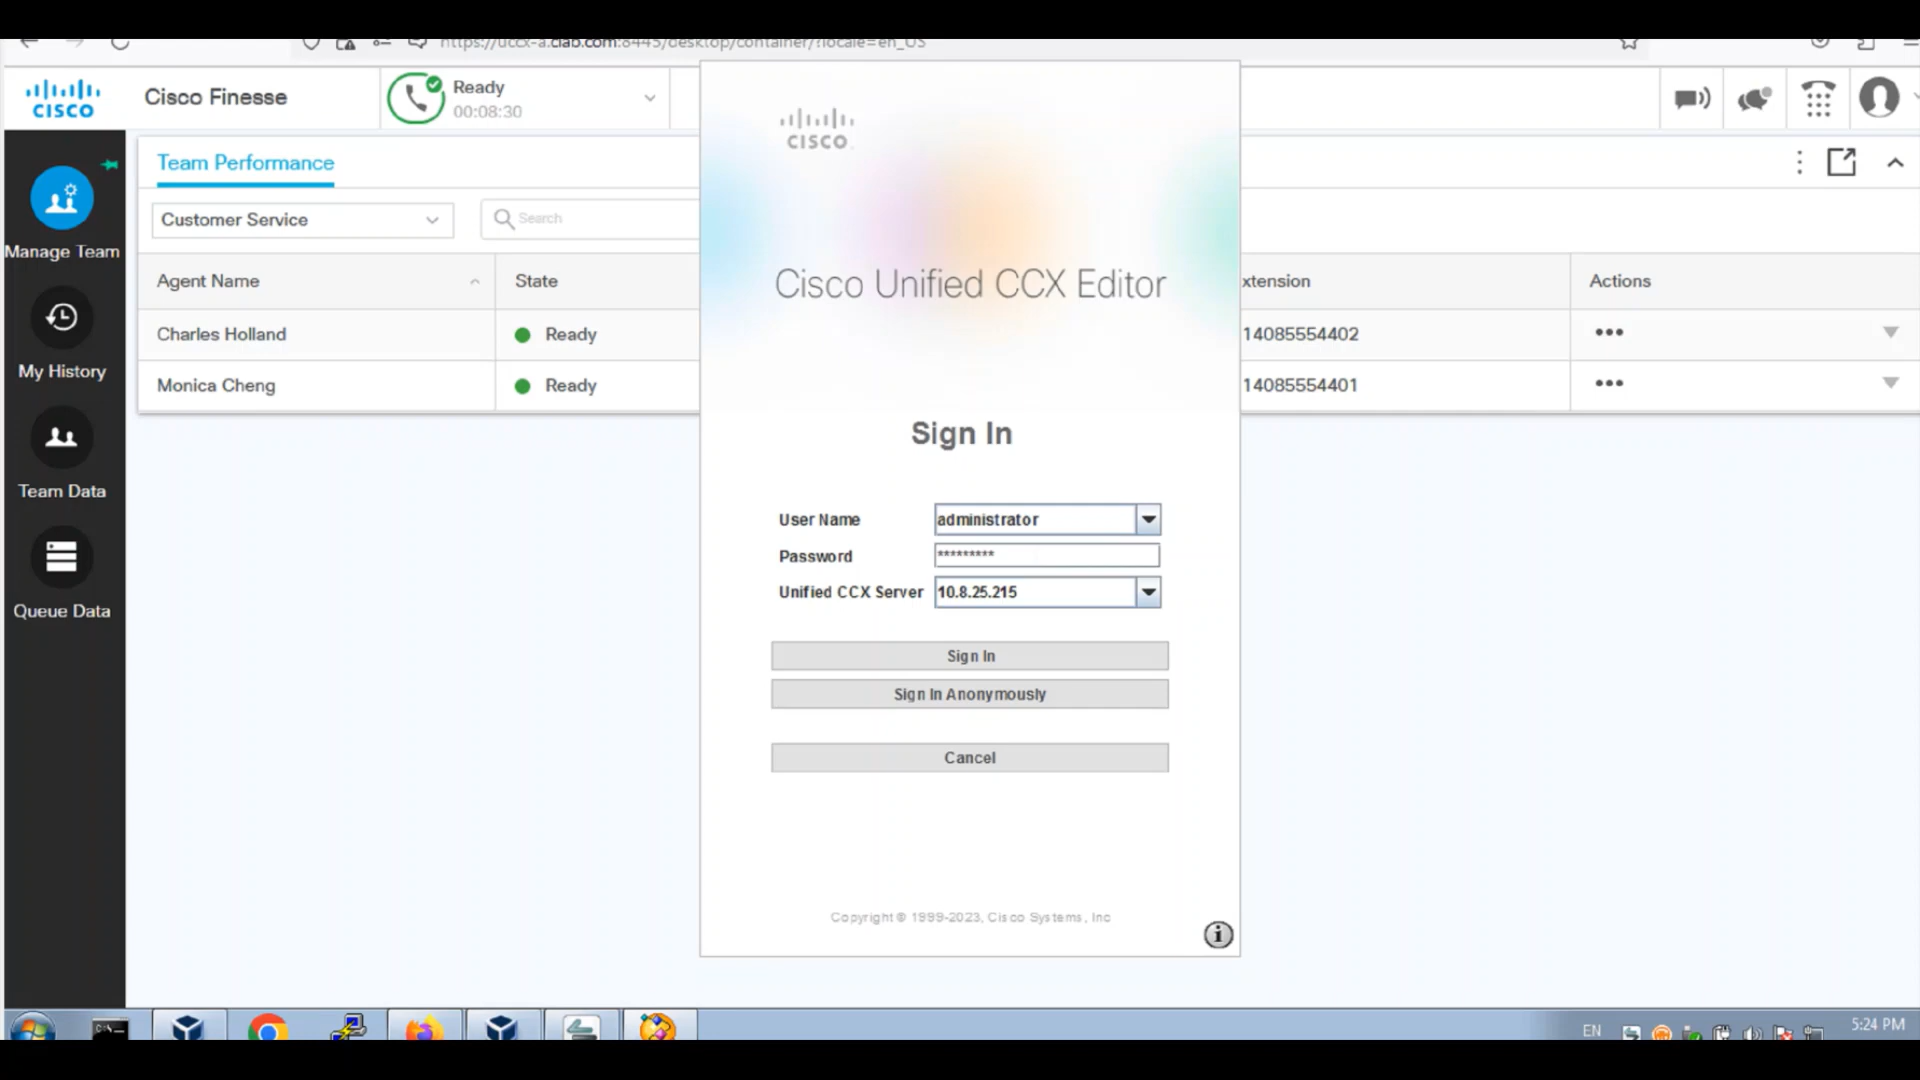 https://uccx-a.clab.com:8445/desktop/container/?locale=en_US
CISCO
Cisco Finesse
Ready
00:08:30
Team Performance
Customer Service
Search
Agent Name
State
xtension
Actions
Charles Holland
Ready
14085554402
Monica Cheng
Ready
14085554401
Manage Team
My History
Team Data
Queue Data
CISCO
Cisco Unified CCX Editor
Sign In
User Name
administrator
Password
*********
Unified CCX Server
10.8.25.215
Sign In
Sign In Anonymously
Cancel
Copyright © 1999-2023, Cisco Systems, Inc
EN
5:24 PM